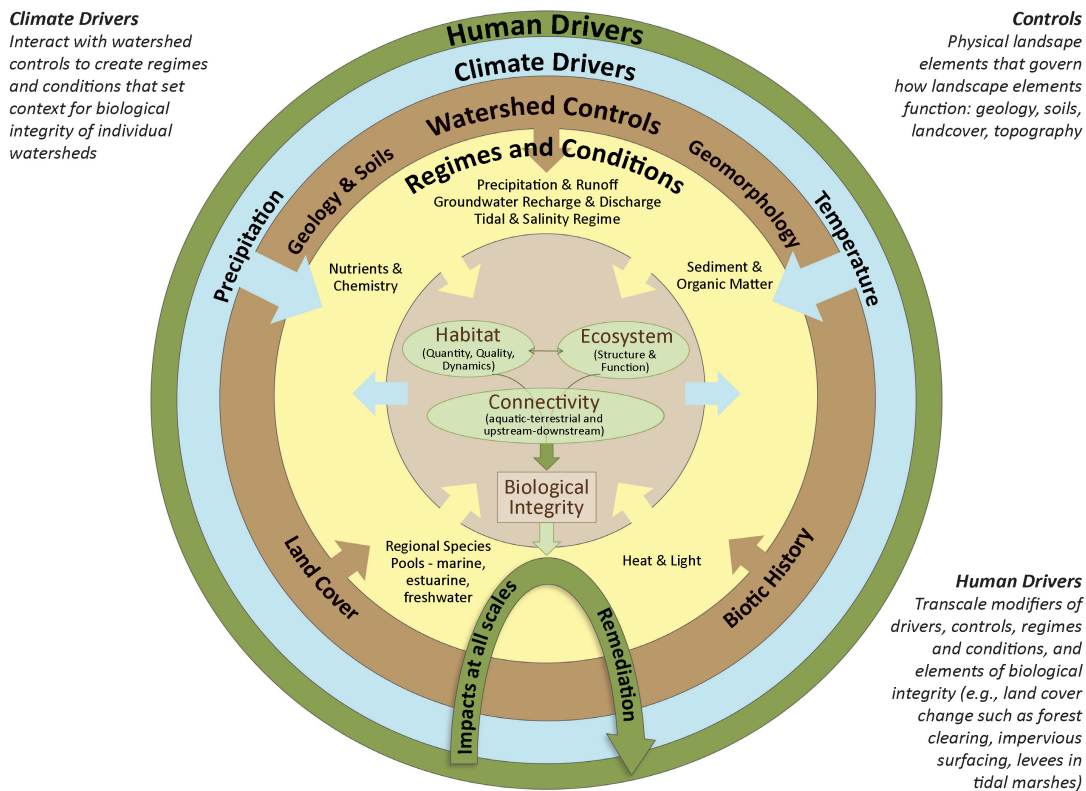 Climate Drivers
Interact with watershed
controls to create regimes
and conditions that set
context for biological
integrity of individual
watersheds
Controls
Physical landsape
elements that govern
how landscape elements
function: geology, soils,
landcover, topography
Human Drivers
Climate Drivers
Watershed Controls
Regimes and Conditions
Precipitation
Geology & Soils
Geomorphology
Temperature
Precipitation & Runoff
Groundwater Recharge & Discharge
Tidal & Salinity Regime
Nutrients &
Chemistry
Sediment &
Organic Matter
Habitat
(Quantity, Quality,
Dynamics)
Ecosystem
(Structure &
Function)
Connectivity
(aquatic-terrestrial and
upstream-downstream)
Biological
Integrity
Land Cover
Regional Species
Pools - marine,
estuarine,
freshwater
Heat & Light
Biotic History
Impacts at all scales
Remediation
Human Drivers
Transcale modifiers of
drivers, controls, regimes
and conditions, and
elements of biological
integrity (e.g., land cover
change such as forest
clearing, impervious
surfacing, levees in
tidal marshes)